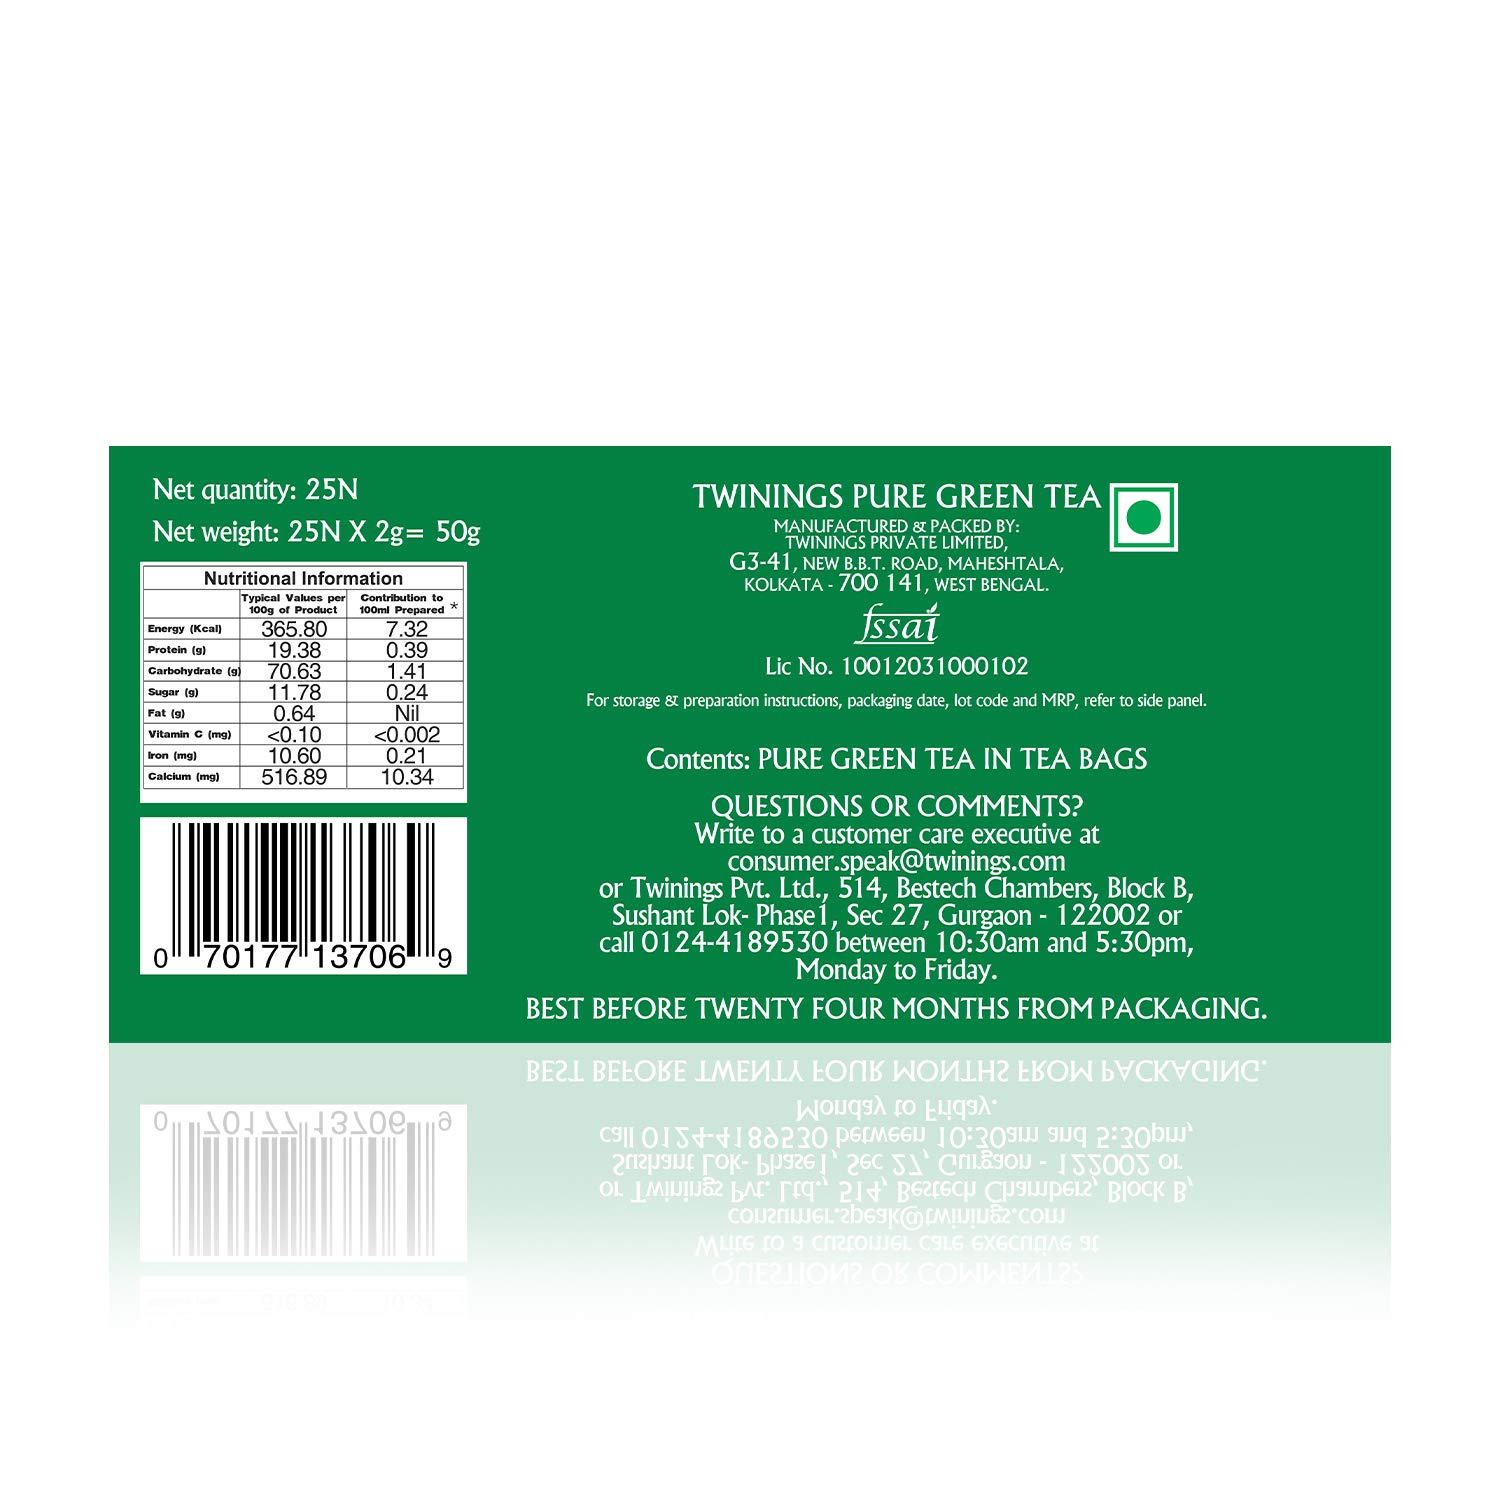 Net quantity: 25N
Net weight: 25N X 2g= 50g
Nutritional Information
Typical Values per 100g of Product
Contribution to 100ml Prepared *
Energy (Kcal) 365.80 7.32
Protein (g) 19.38 0.39
Carbohydrate (g) 70.63 1.41
Sugar (g) 11.78 0.24
Fat (g) 0.64 Nil
Vitamin C (mg) <0.10 <0.002
Iron (mg) 10.60 0.21
Calcium (mg) 516.89 10.34
0 70177 13706 9
TWININGS PURE GREEN TEA
MANUFACTURED & PACKED BY:
TWININGS PRIVATE LIMITED,
G3-41, NEW B.B.T. ROAD, MAHESHTALA,
KOLKATA - 700 141, WEST BENGAL.
fssai
Lic No. 10012031000102
For storage & preparation instructions, packaging date, lot code and MRP, refer to side panel.
Contents: PURE GREEN TEA IN TEA BAGS
QUESTIONS OR COMMENTS?
Write to a customer care executive at
consumer.speak@twinings.com
or Twinings Pvt. Ltd., 514, Bestech Chambers, Block B,
Sushant Lok- Phase1, Sec 27, Gurgaon - 122002 or
call 0124-4189530 between 10:30am and 5:30pm,
Monday to Friday.
BEST BEFORE TWENTY FOUR MONTHS FROM PACKAGING.